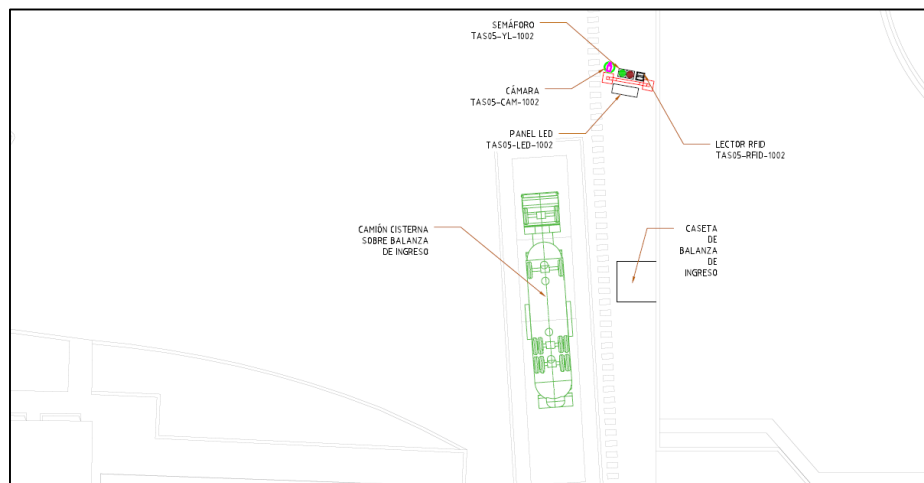 SEMÁFORO
TAS05-YL-1002
CÁMARA
TAS05-CAM-1002
PANEL LED
TAS05-LED-1002
LECTOR RFID
TAS05-RFID-1002
CAMIÓN CISTERNA
SOBRE BALANZA
DE INGRESO
CASETA
DE
BALANZA
DE
INGRESO